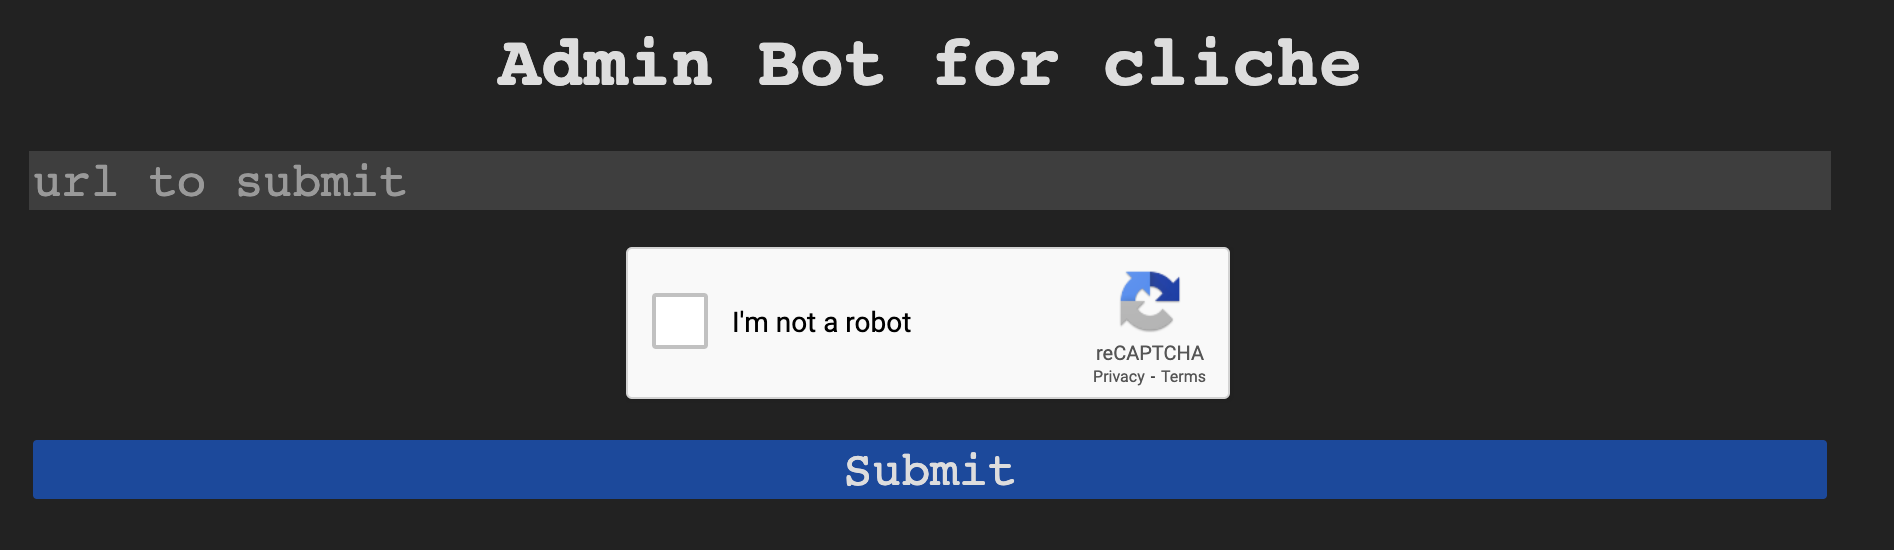 Admin Bot for cliche
url to submit
I'm not a robot
reCAPTCHA
Privacy - Terms
Submit